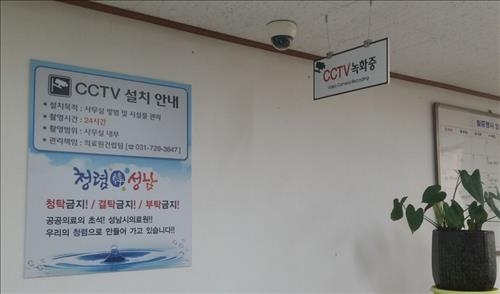 CCTV 설치 안내
• 설치목적 : 사무실 방범 및 시설물 관리
• 촬영시간 : 24시간
• 촬영범위 : 사무실 내부
• 관리책임 : 의료원건립팀(☎031-729-3647)
청렴 성남
청탁금지! / 결탁금지! / 부탁금지!
공공의료의 초석! 성남시의료원!!
우리의 청렴으로 만들어 가고 있습니다!!
CCTV 녹화중
Video Camera Recording